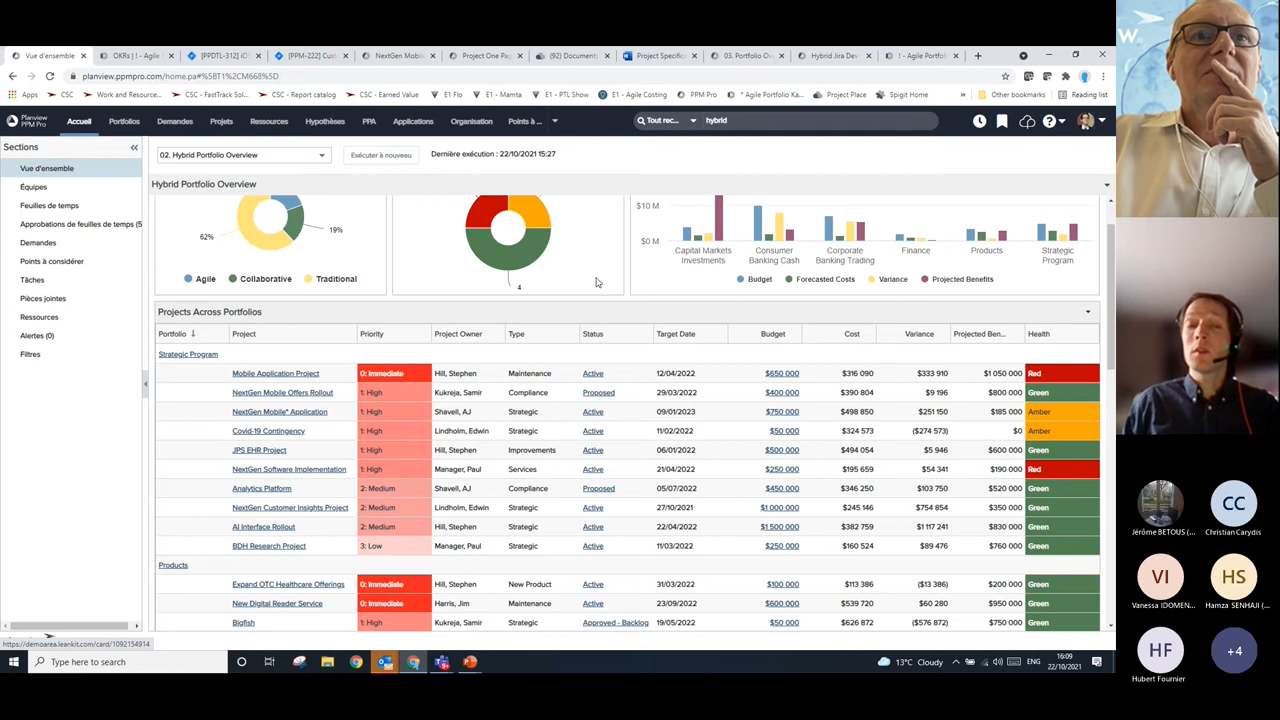 Vue d'ensemble
OKRs | ! - Agile
[PPDTL-312] iO
[PPM-222] Cust
NextGen Mobil
Project One Pag
(92) Document
Project Specific
03. Portfolio Ov
Hybrid Jira Dev
! - Agile Portfol
planview.ppmpro.com/home.pa#%5BT1%2CM668%5D
Apps
CSC
Work and Resource...
CSC - FastTrack Sol...
CSC - Report catalog
CSC - Earned Value
E1 Flo
E1 - Mamta
E1 - PTL Show
E1 - Agile Costing
PPM Pro
* Agile Portfolio Ka...
Project Place
Spigit Home
»
Other bookmarks
Reading list
Planview
PPM Pro
Accueil
Portfolios
Demandes
Projets
Ressources
Hypothèses
PPA
Applications
Organisation
Points à ...
Tout rec...
hybrid
Sections
Vue d'ensemble
Équipes
Feuilles de temps
Approbations de feuilles de temps (5
Demandes
Points à considérer
Tâches
Pièces jointes
Ressources
Alertes (0)
Filtres
02. Hybrid Portfolio Overview
Exécuter à nouveau
Dernière exécution : 22/10/2021 15:27
Hybrid Portfolio Overview
62%
19%
Agile
Collaborative
Traditional
4
$10 M
$0 M
Capital Markets Investments
Consumer Banking Cash
Corporate Banking Trading
Finance
Products
Strategic Program
Budget
Forecasted Costs
Variance
Projected Benefits
Projects Across Portfolios
Portfolio Project Priority Project Owner Type Status Target Date Budget Cost Variance Projected Ben... Health
Strategic Program
Mobile Application Project 0: Immediate Hill, Stephen Maintenance Active 12/04/2022 $650 000 $316 090 $333 910 $1 050 000 Red
NextGen Mobile Offers Rollout 1: High Kukreja, Samir Compliance Proposed 29/03/2022 $400 000 $390 804 $9 196 $800 000 Green
NextGen Mobile* Application 1: High Shavell, AJ Strategic Active 09/01/2023 $750 000 $498 850 $251 150 $185 000 Amber
Covid-19 Contingency 1: High Lindholm, Edwin Strategic Active 11/02/2022 $50 000 $324 573 ($274 573) $0 Amber
JPS EHR Project 1: High Hill, Stephen Improvements Active 06/01/2022 $500 000 $494 054 $5 946 $600 000 Green
NextGen Software Implementation 1: High Manager, Paul Services Active 21/04/2022 $250 000 $195 659 $54 341 $190 000 Red
Analytics Platform 2: Medium Shavell, AJ Compliance Proposed 05/07/2022 $450 000 $346 250 $103 750 $520 000 Green
NextGen Customer Insights Project 2: Medium Lindholm, Edwin Strategic Active 27/10/2021 $1 000 000 $245 146 $754 854 $350 000 Green
AI Interface Rollout 2: Medium Hill, Stephen Strategic Active 22/04/2022 $1 500 000 $382 759 $1 117 241 $830 000 Green
BDH Research Project 3: Low Manager, Paul Strategic Active 11/03/2022 $250 000 $160 524 $89 476 $760 000 Green
Products
Expand OTC Healthcare Offerings 0: Immediate Hill, Stephen New Product Active 31/03/2022 $100 000 $113 386 ($13 386) $200 000 Green
New Digital Reader Service 0: Immediate Harris, Jim Maintenance Active 23/09/2022 $600 000 $539 720 $60 280 $950 000 Green
Bigfish 1: High Kukreja, Samir Strategic Approved - Backlog 19/05/2022 $50 000 $626 872 ($576 872) $750 000 Green
https://demoarea.leankit.com/card/1092154914
Type here to search
13°C Cloudy
ENG
16:09
22/10/2021
W.
Jérôme BETOUS (...
CC
Christian Carydis
VI
Vanessa IDOMEN...
HS
Hamza SENHAJI (...
HF
Hubert Fournier
+4